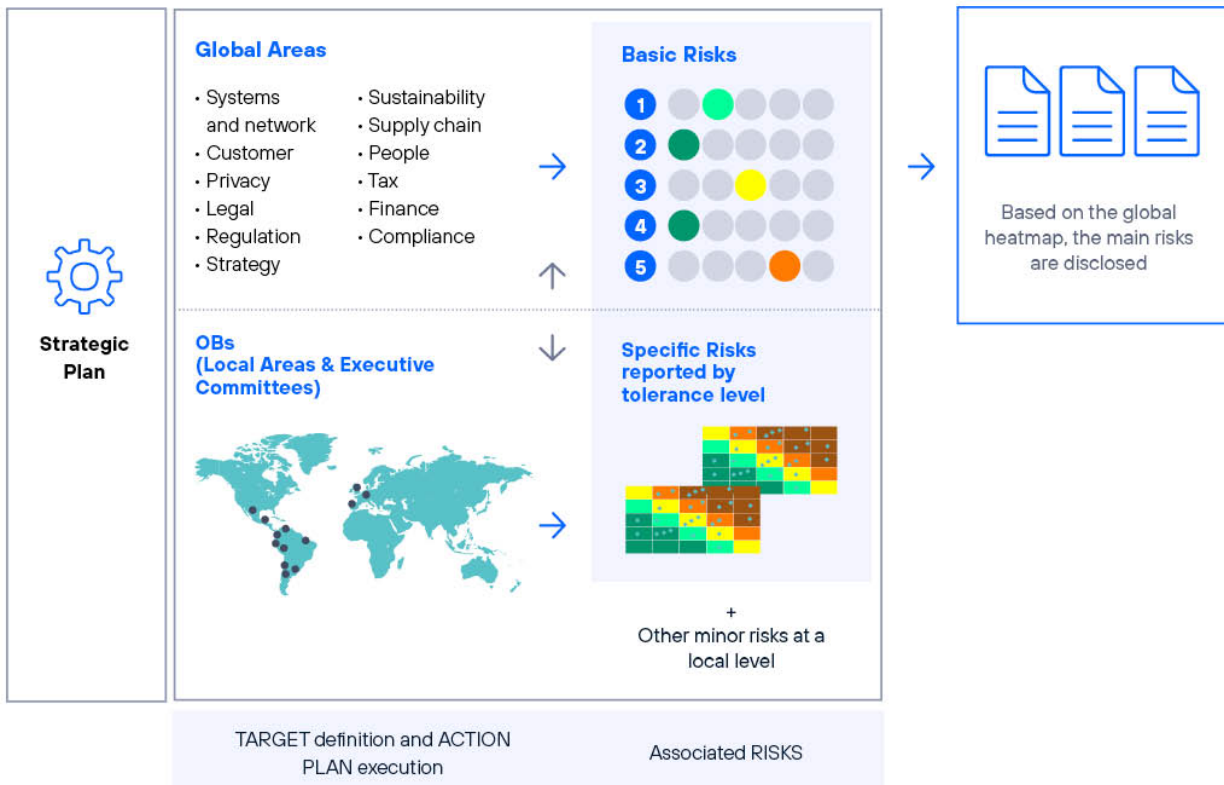 Strategic
Plan
Global Areas
• Systems
and network
• Customer
• Privacy
• Legal
• Regulation
• Strategy
• Sustainability
• Supply chain
• People
• Tax
• Finance
• Compliance
Basic Risks
1
2
3
4
5
OBs
(Local Areas & Executive
Committees)
Specific Risks
reported by
tolerance level
+
Other minor risks at a
local level
TARGET definition and ACTION
PLAN execution
Associated RISKS
Based on the global
heatmap, the main risks
are disclosed